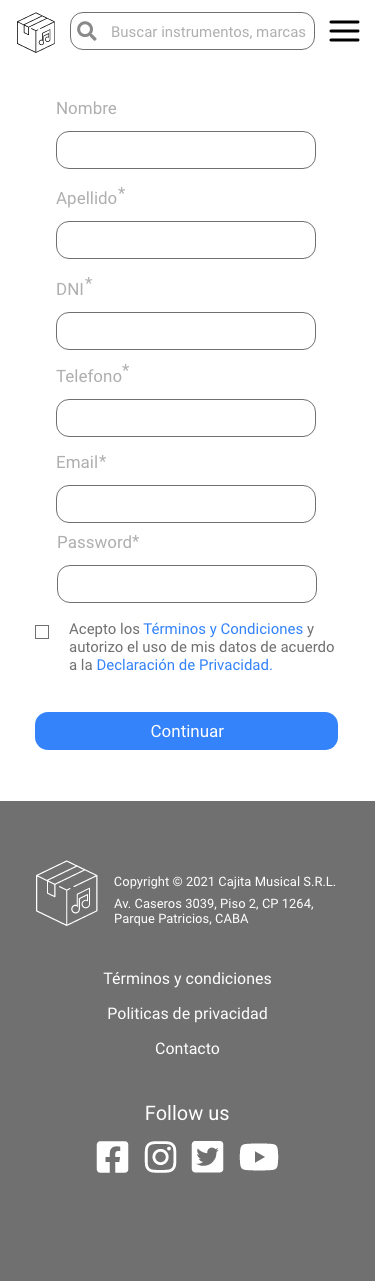 Buscar instrumentos, marcas
Nombre
Apellido*
DNI*
Telefono*
Email*
Password*
Acepto los Términos y Condiciones y
autorizo el uso de mis datos de acuerdo
a la Declaración de Privacidad.
Continuar
Copyright © 2021 Cajita Musical S.R.L.
Av. Caseros 3039, Piso 2, CP 1264,
Parque Patricios, CABA
Términos y condiciones
Politicas de privacidad
Contacto
Follow us